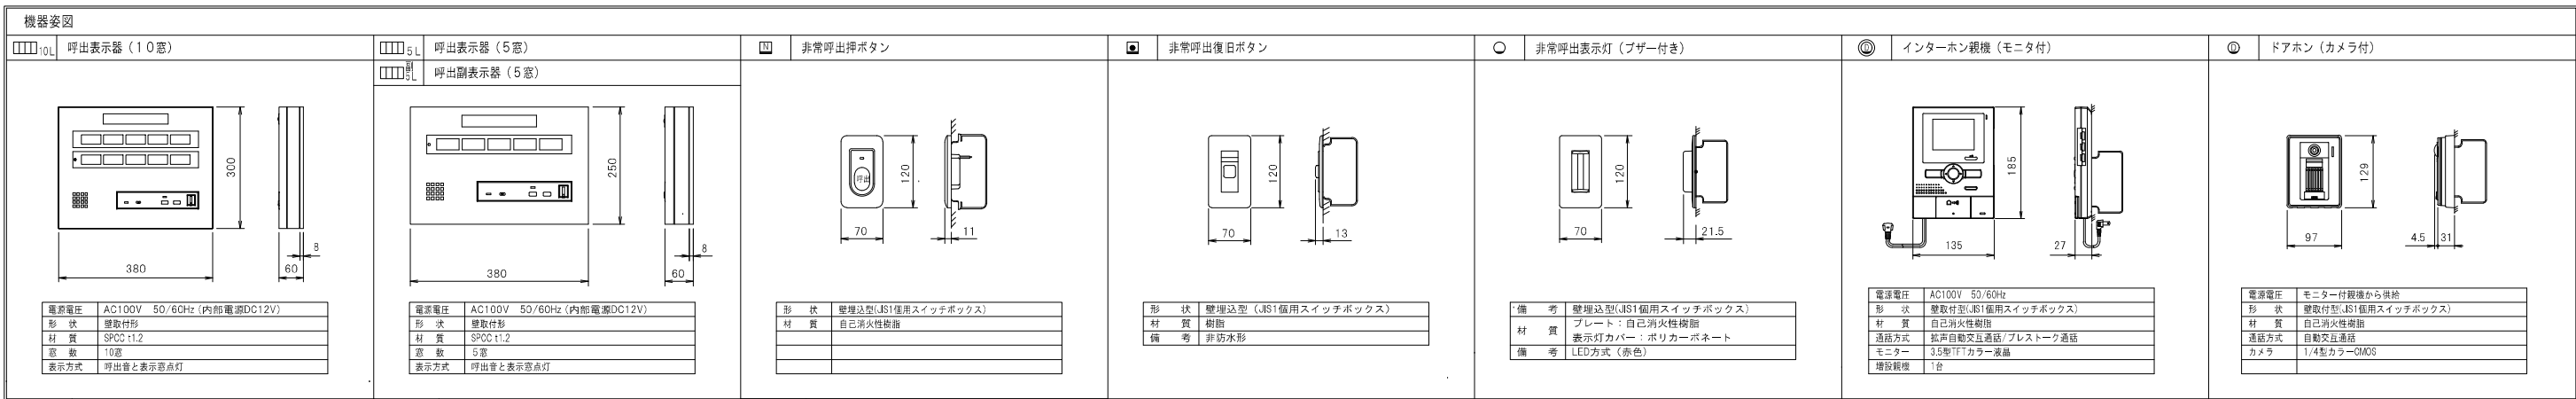 機器姿図
10L 呼出表示器（１０窓）
300
8
380
60
電源電圧 AC100V 50/60Hz（内部電源DC12V）
形 状 壁取付形
材 質 SPCC t1.2
窓 数 10窓
表示方式 呼出音と表示窓点灯
5L 呼出表示器（５窓）
副5L 呼出副表示器（５窓）
250
8
380
60
電源電圧 AC100V 50/60Hz（内部電源DC12V）
形 状 壁取付形
材 質 SPCC t1.2
窓 数 5窓
表示方式 呼出音と表示窓点灯
N 非常呼出押ボタン
呼出
120
70
11
形 状 壁埋込型(JIS1個用スイッチボックス)
材 質 自己消火性樹脂
非常呼出復旧ボタン
120
70
13
形 状 壁埋込型（JIS1個用スイッチボックス）
材 質 樹脂
備 考 非防水形
非常呼出表示灯（ブザー付き）
120
70
21.5
備 考 壁埋込型(JIS1個用スイッチボックス)
材 質 プレート：自己消火性樹脂
表示灯カバー：ポリカーボネート
備 考 LED方式（赤色）
インターホン親機（モニタ付）
185
135
27
電源電圧 AC100V 50/60Hz
形 状 壁取付型(JIS1個用スイッチボックス)
材 質 自己消火性樹脂
通話方式 拡声自動交互通話/プレストーク通話
モニター 3.5型TFTカラー液晶
増設親機 1台
ドアホン（カメラ付）
129
97
4.5
31
電源電圧 モニター付親機から供給
形 状 壁取付型(JIS1個用スイッチボックス)
材 質 自己消火性樹脂
通話方式 自動交互通話
カメラ 1/4型カラーCMOS